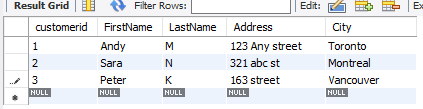 Result Grid Filter Rows: Edit: Ex
customerid FirstName LastName Address City
1 Andy M 123 Any street Toronto
2 Sara N 321 abc st Montreal
3 Peter K 163 street Vancouver
NULL NULL NULL NULL NULL